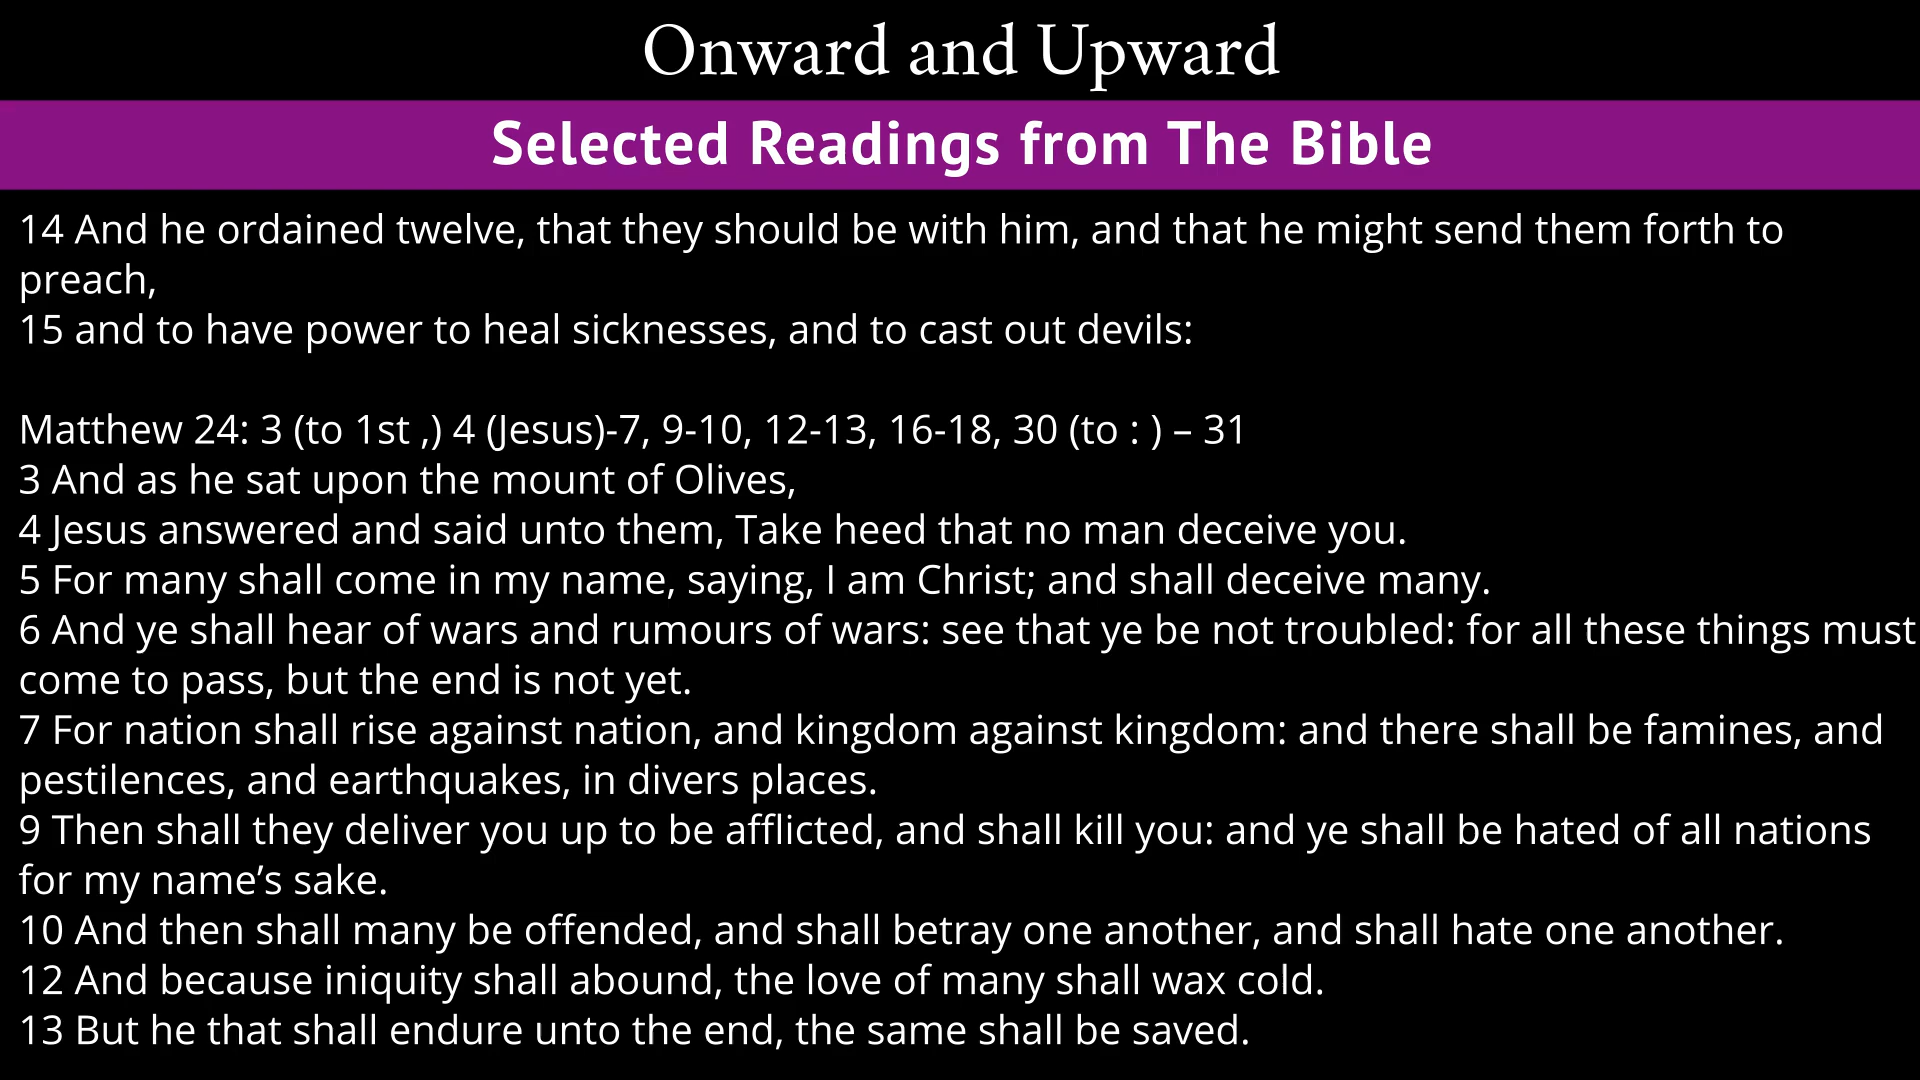 Onward and Upward
Selected Readings from The Bible
14 And he ordained twelve, that they should be with him, and that he might send them forth to
preach,
15 and to have power to heal sicknesses, and to cast out devils:
Matthew 24: 3 (to 1st ,) 4 (Jesus)-7, 9-10, 12-13, 16-18, 30 (to : ) – 31
3 And as he sat upon the mount of Olives,
4 Jesus answered and said unto them, Take heed that no man deceive you.
5 For many shall come in my name, saying, I am Christ; and shall deceive many.
6 And ye shall hear of wars and rumours of wars: see that ye be not troubled: for all these things must
come to pass, but the end is not yet.
7 For nation shall rise against nation, and kingdom against kingdom: and there shall be famines, and
pestilences, and earthquakes, in divers places.
9 Then shall they deliver you up to be afflicted, and shall kill you: and ye shall be hated of all nations
for my name’s sake.
10 And then shall many be offended, and shall betray one another, and shall hate one another.
12 And because iniquity shall abound, the love of many shall wax cold.
13 But he that shall endure unto the end, the same shall be saved.